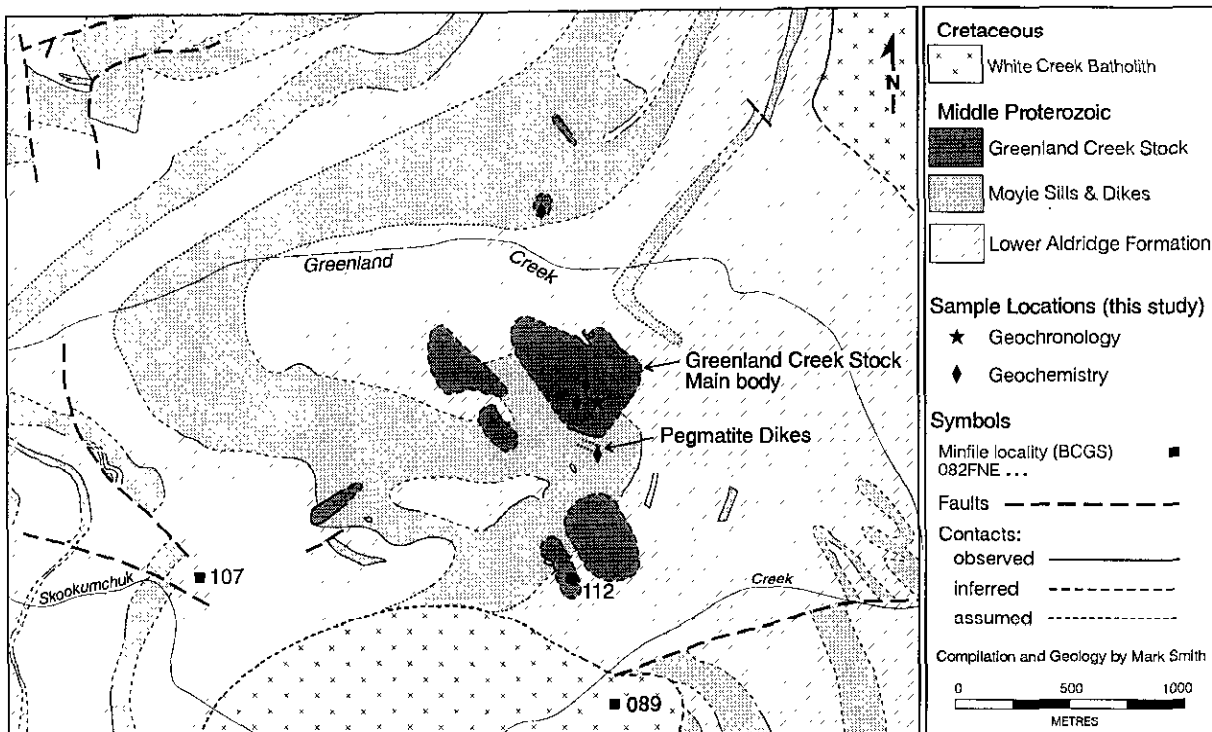 Greenland Creek
Greenland Creek Stock
Main body
Pegmatite Dikes
107
Skookumchuk
Creek
112
089
N
Cretaceous
White Creek Batholith
Middle Proterozoic
Greenland Creek Stock
Moyie Sills & Dikes
Lower Aldridge Formation
Sample Locations (this study)
Geochronology
Geochemistry
Symbols
Minfile locality (BCGS)
082FNE ...
Faults
Contacts:
observed
inferred
assumed
Compilation and Geology by Mark Smith
0 500 1000
METRES